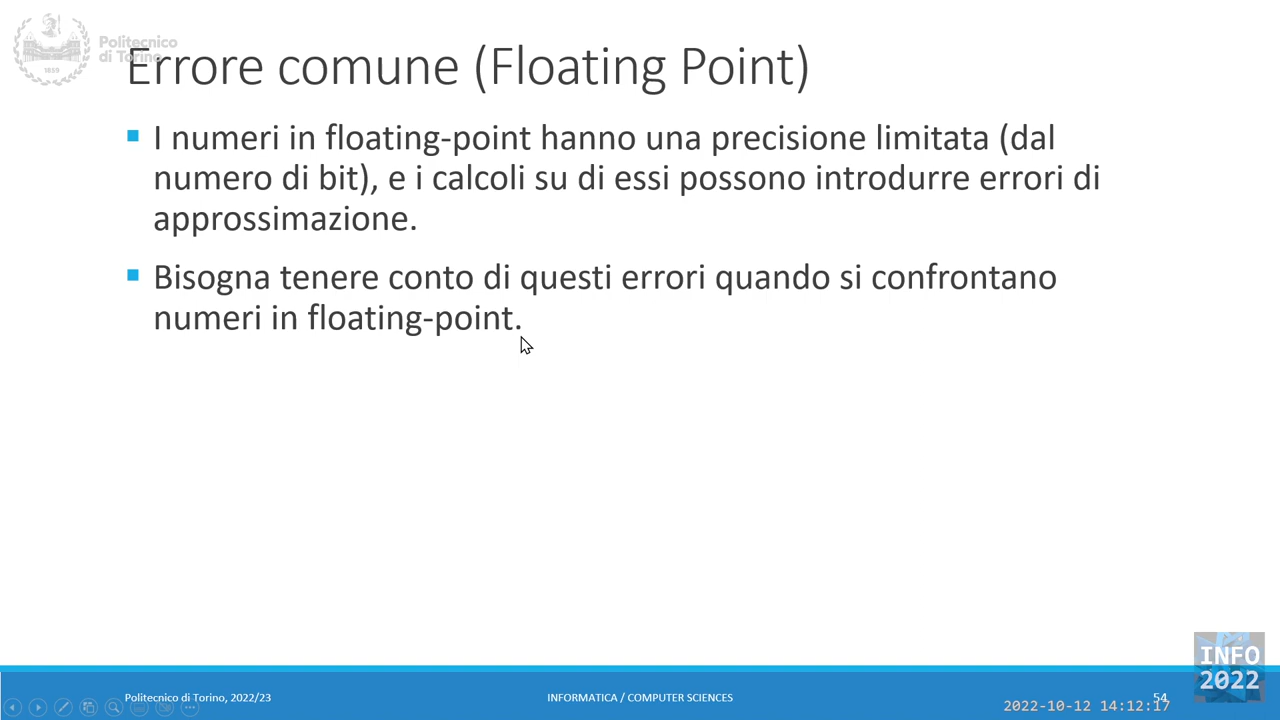 Politecnico
di Torino
1859
Errore comune (Floating Point)
I numeri in floating-point hanno una precisione limitata (dal
numero di bit), e i calcoli su di essi possono introdurre errori di
approssimazione.
Bisogna tenere conto di questi errori quando si confrontano
numeri in floating-point.
INFO
2022
Politecnico di Torino, 2022/23
INFORMATICA / COMPUTER SCIENCES
54
2022-10-12 14:12:17